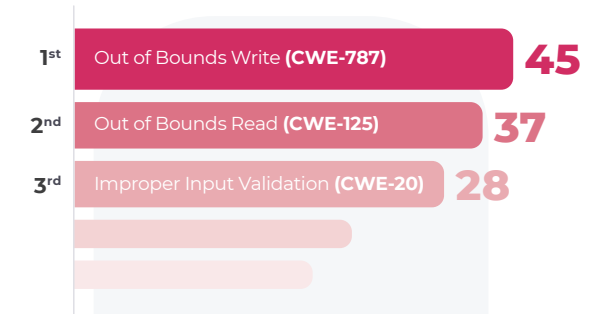 1st Out of Bounds Write (CWE-787) 45
2nd Out of Bounds Read (CWE-125) 37
3rd Improper Input Validation (CWE-20) 28